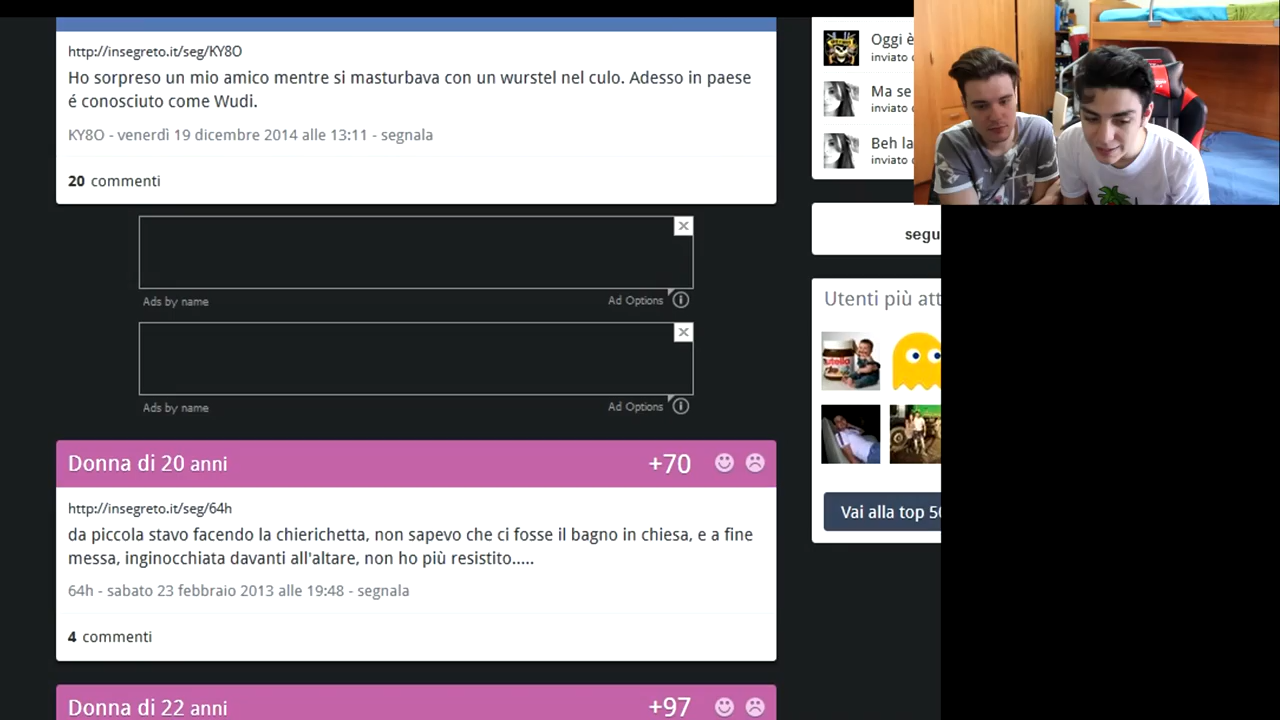 http://insegreto.it/seg/KY8O
Ho sorpreso un mio amico mentre si masturbava con un wurstel nel culo. Adesso in paese
é conosciuto come Wudi.
KY8O - venerdì 19 dicembre 2014 alle 13:11 - segnala
20 commenti
Ads by name
Ad Options
Ads by name
Ad Options
Donna di 20 anni
+70
http://insegreto.it/seg/64h
da piccola stavo facendo la chierichetta, non sapevo che ci fosse il bagno in chiesa, e a fine
messa, inginocchiata davanti all'altare, non ho più resistito.....
64h - sabato 23 febbraio 2013 alle 19:48 - segnala
4 commenti
Donna di 22 anni
+97
Oggi è
inviato
Ma se
inviato
Beh la
inviato
segu
Utenti più att
nutella
Vai alla top 50